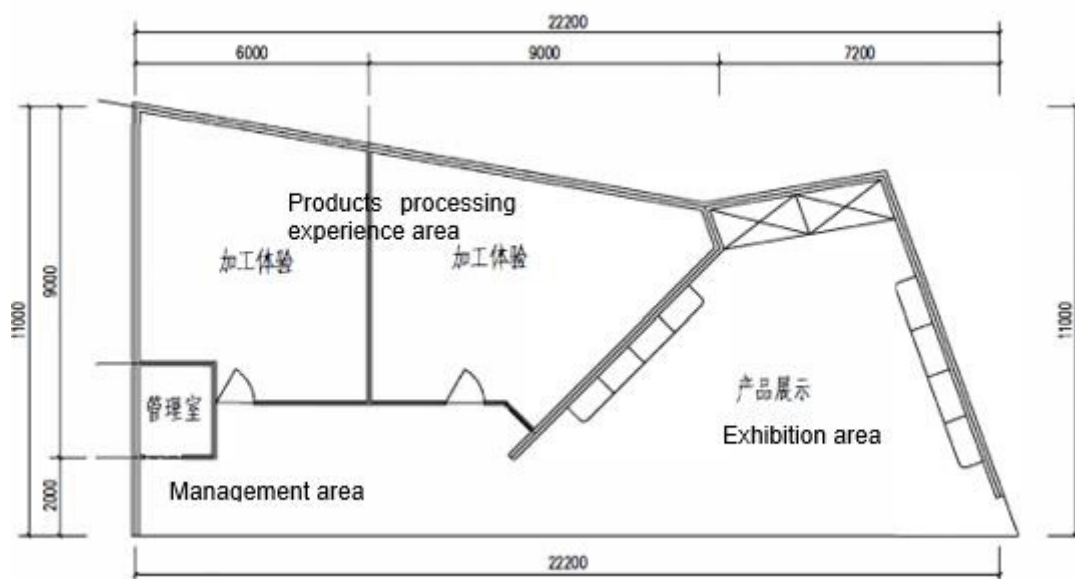 22200
6000
9000
7200
Products processing
experience area
加工体验
加工体验
9000
11000
11000
管理室
产品展示
Exhibition area
2000
Management area
22200